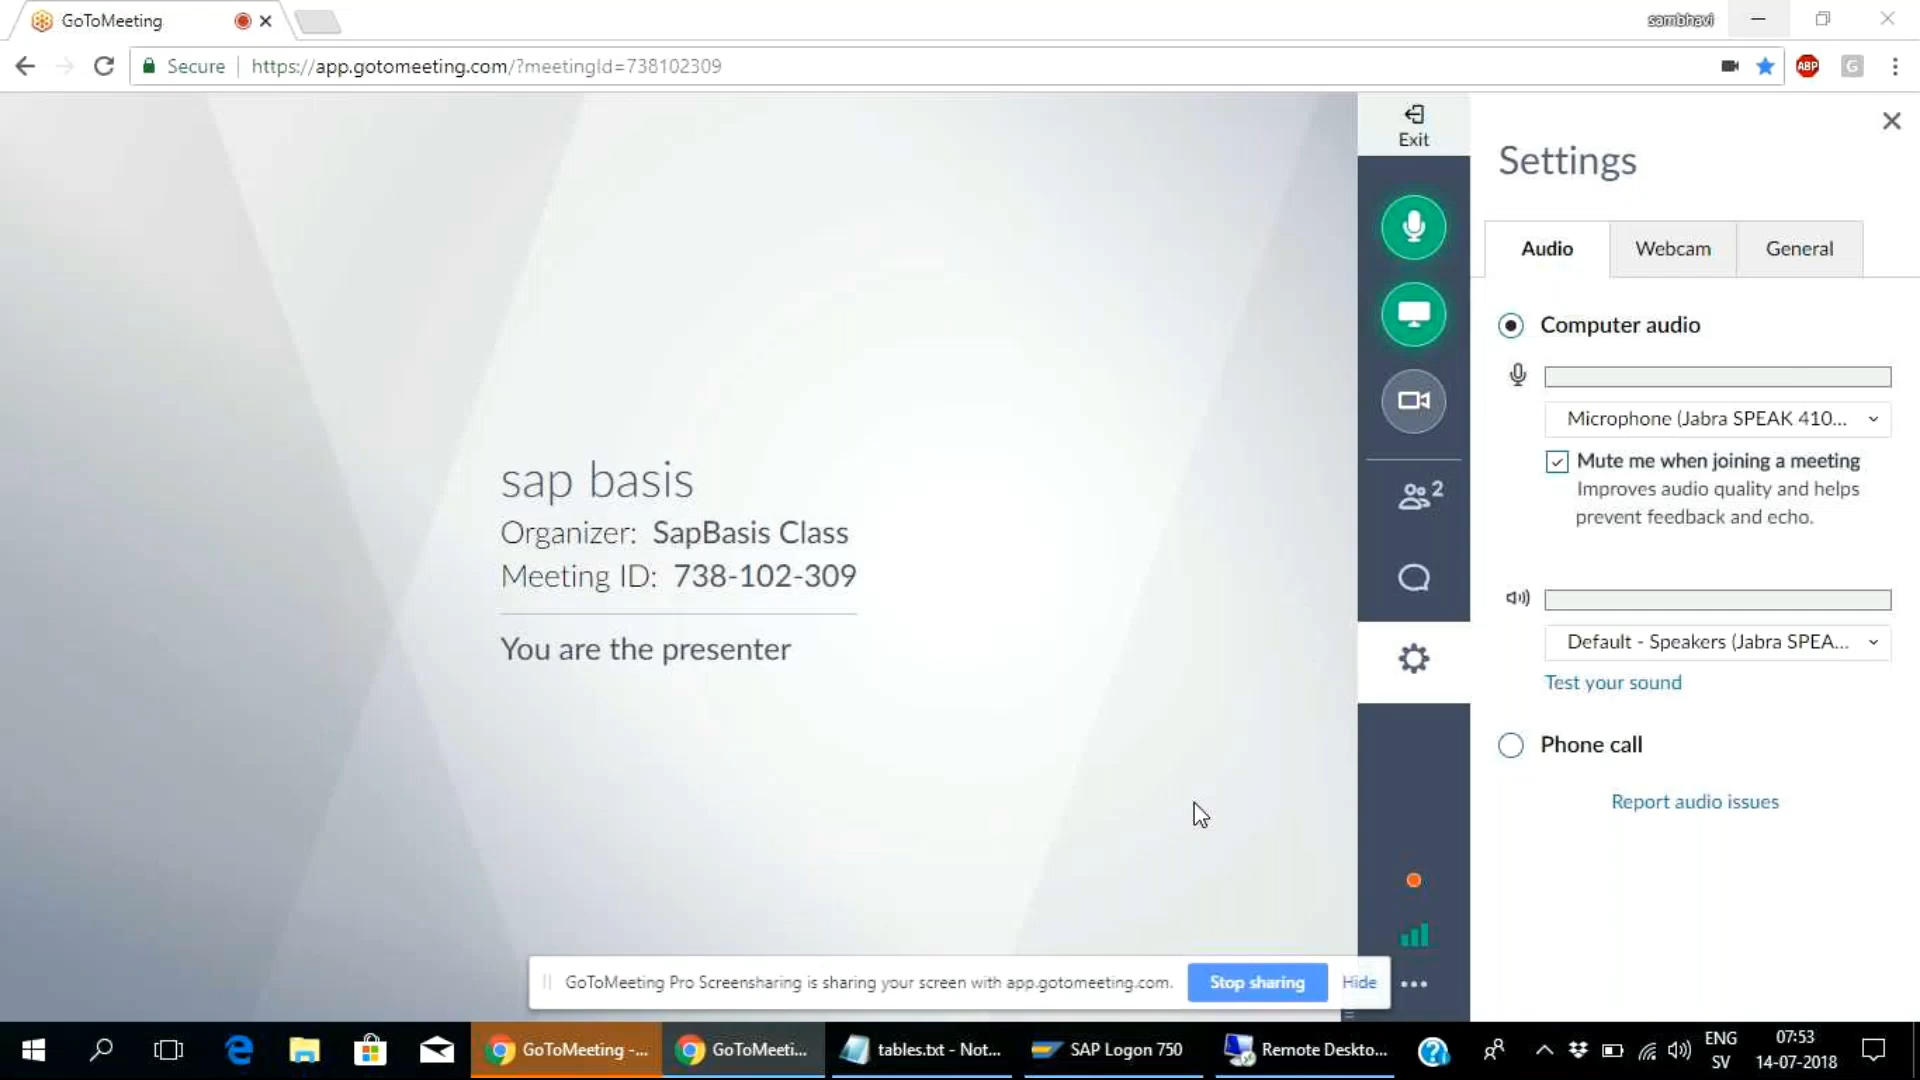 GoToMeeting
sambhavi
Secure
https://app.gotomeeting.com/?meetingId=738102309
ABP
G
Exit
Settings
Audio
Webcam
General
Computer audio
Microphone (Jabra SPEAK 410...
Mute me when joining a meeting
Improves audio quality and helps
prevent feedback and echo.
2
sap basis
Organizer: SapBasis Class
Meeting ID: 738-102-309
You are the presenter
Default - Speakers (Jabra SPEA...
Test your sound
Phone call
Report audio issues
GoToMeeting Pro Screensharing is sharing your screen with app.gotomeeting.com.
Stop sharing
Hide
GoToMeeting -...
GoToMeeti...
tables.txt - Not...
SAP Logon 750
Remote Deskto...
ENG
SV
07:53
14-07-2018